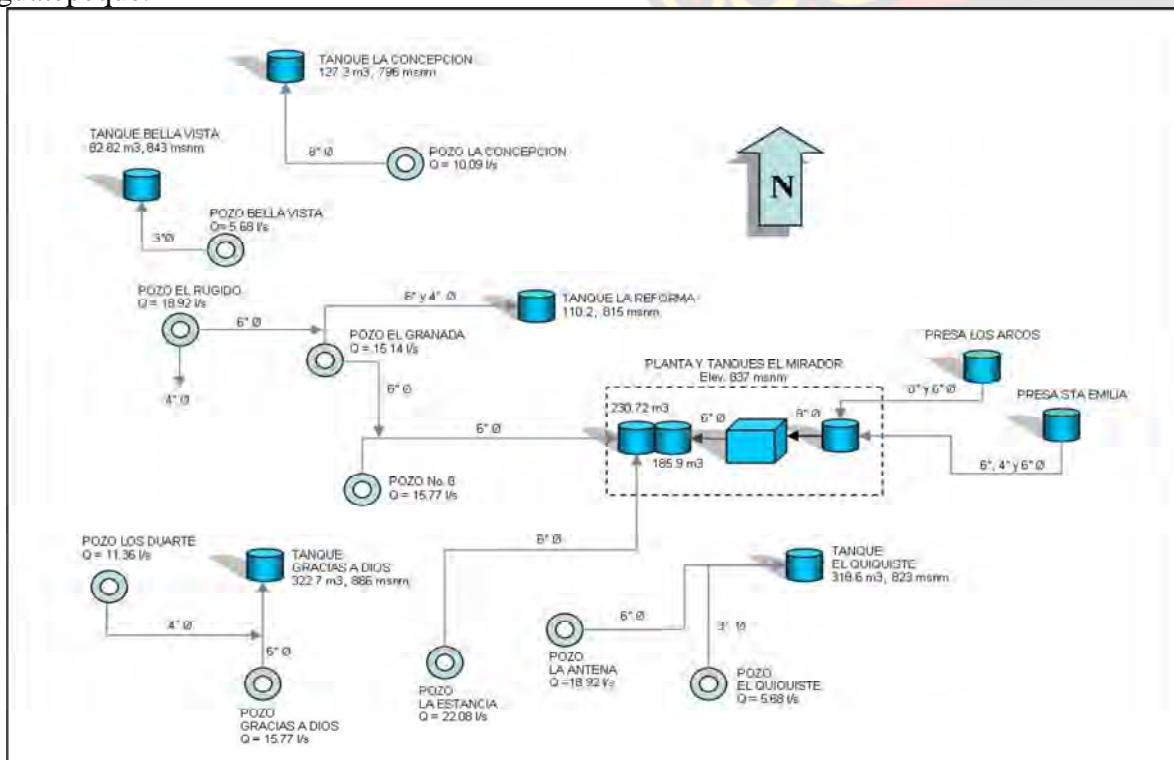 guatepeque.
TANQUE LA CONCEPCION
127.3 m3, 796 msnm
TANQUE BELLA VISTA
82.82 m3, 843 msnm
8" Ø
POZO LA CONCEPCION
Q = 10.09 l/s
N
POZO BELLA VISTA
Q= 5.68 l/s
3"Ø
POZO EL RUGIDO
Q = 18.92 l/s
6" Ø
4" Ø
6" y 4" Ø
TANQUE LA REFORMA
110.2, 815 msnm
POZO EL GRANADA
Q = 15.14 l/s
6" Ø
PLANTA Y TANQUES EL MIRADOR
Elev. 837 msnm
PRESA LOS ARCOS
y 6" Ø
PRESA STA EMILIA
230.72 m3
6" Ø
8" Ø
185.9 m3
6", 4" y 6" Ø
6" Ø
POZO No. 6
Q = 15.77 l/s
POZO LOS DUARTE
Q = 11.36 l/s
TANQUE
GRACIAS A DIOS
322.7 m3, 886 msnm
4" Ø
6" Ø
POZO
GRACIAS A DIOS
Q = 15.77 l/s
6" Ø
POZO
LA ESTANCIA
Q = 22.08 l/s
TANQUE
EL QUIQUISTE
318.6 m3, 823 msnm
6" Ø
3" Ø
POZO
LA ANTENA
Q =18.92 l/s
POZO
EL QUIQUISTE
Q = 5.68 l/s